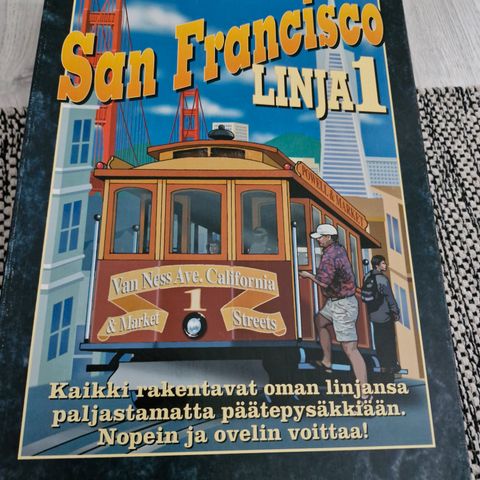 San Francisco
LINJA 1
POWELL & MARKET
Van Ness Ave. California
1
& Market Streets
Kaikki rakentavat oman linjansa
paljastamatta päätepysäkkiään.
Nopein ja ovelin voittaa!